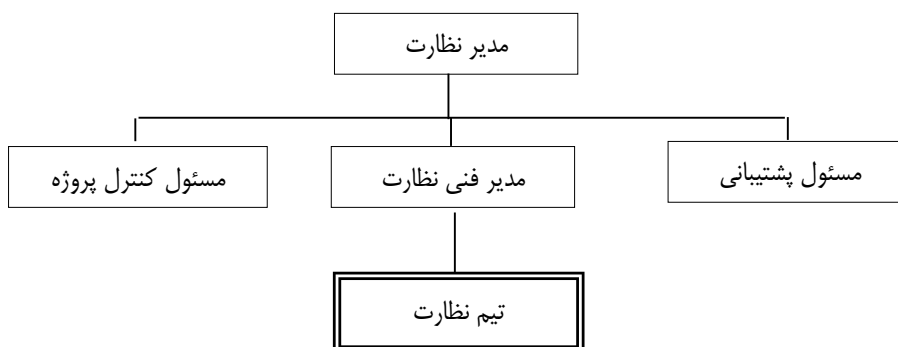 مدیر نظارت
مسئول پشتیبانی
مدیر فنی نظارت
مسئول کنترل پروژه
تیم نظارت